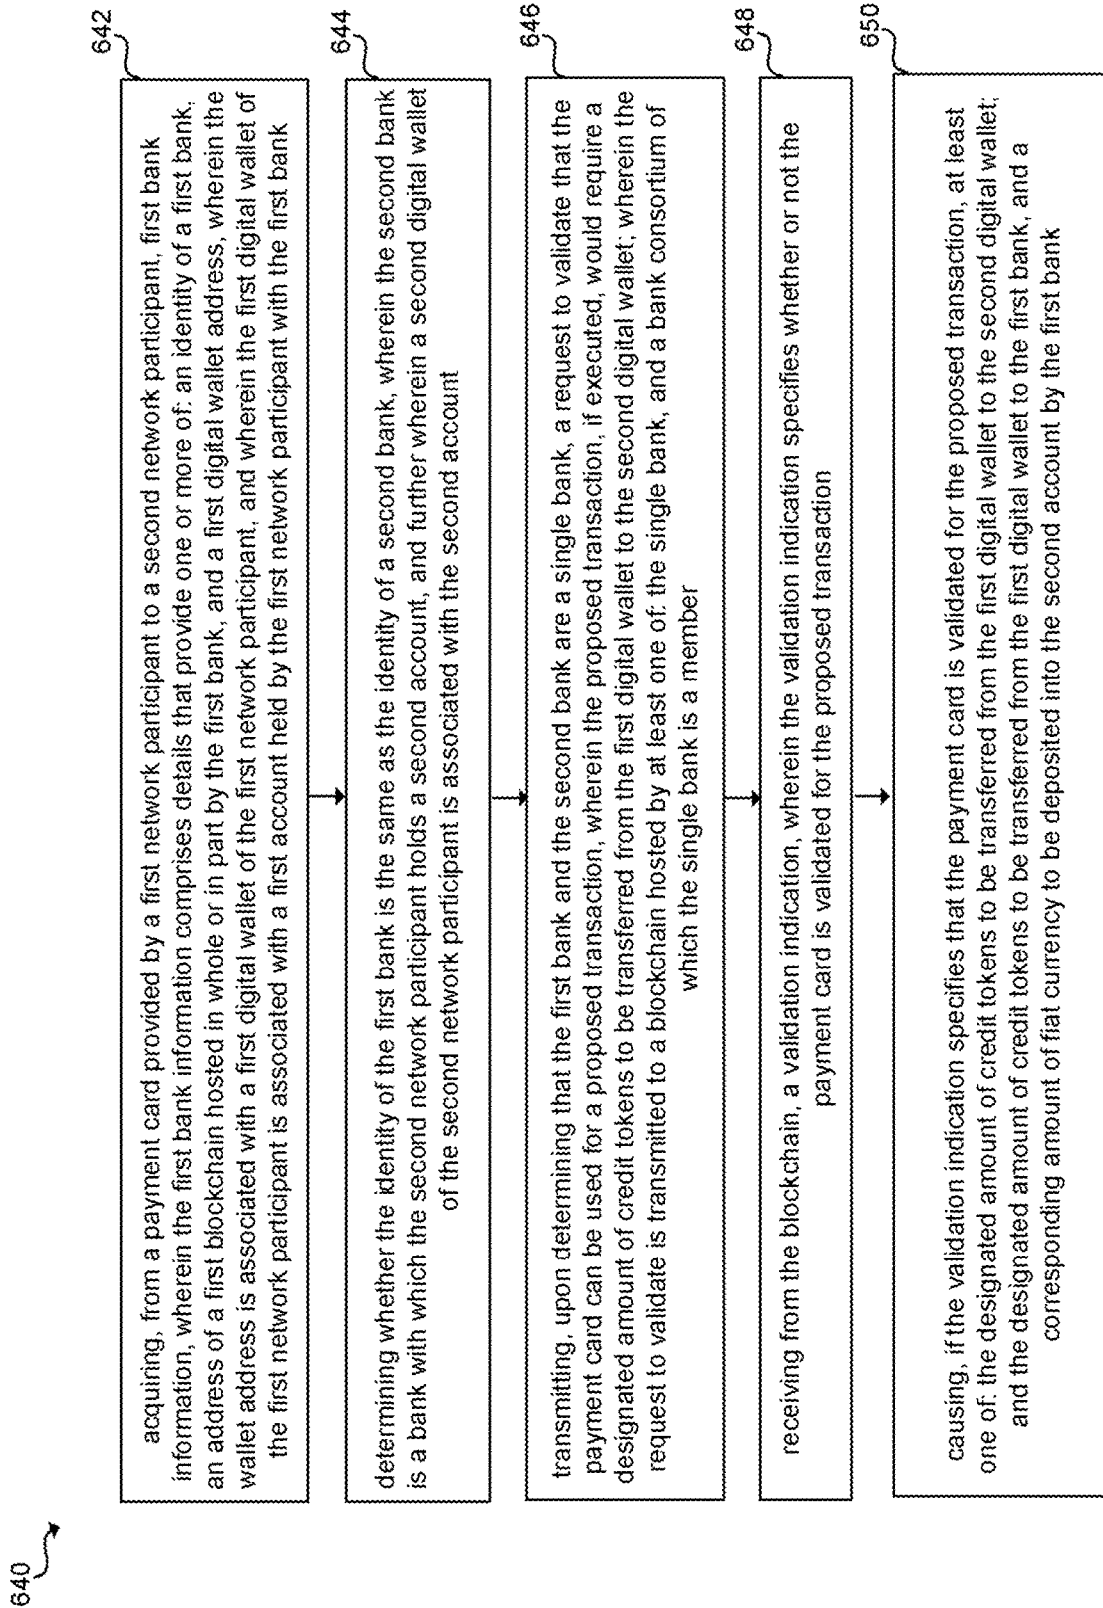 640
642
acquiring, from a payment card provided by a first network participant to a second network participant, first bank
information, wherein the first bank information comprises details that provide one or more of: an identity of a first bank,
an address of a first blockchain hosted in whole or in part by the first bank, and a first digital wallet address, wherein the
wallet address is associated with a first digital wallet of the first network participant, and wherein the first digital wallet of
the first network participant is associated with a first account held by the first network participant with the first bank
644
determining whether the identity of the first bank is the same as the identity of a second bank, wherein the second bank
is a bank with which the second network participant holds a second account, and further wherein a second digital wallet
of the second network participant is associated with the second account
646
transmitting, upon determining that the first bank and the second bank are a single bank, a request to validate that the
payment card can be used for a proposed transaction, wherein the proposed transaction, if executed, would require a
designated amount of credit tokens to be transferred from the first digital wallet to the second digital wallet, wherein the
request to validate is transmitted to a blockchain hosted by at least one of: the single bank, and a bank consortium of
which the single bank is a member
648
receiving from the blockchain, a validation indication, wherein the validation indication specifies whether or not the
payment card is validated for the proposed transaction
650
causing, if the validation indication specifies that the payment card is validated for the proposed transaction, at least
one of: the designated amount of credit tokens to be transferred from the first digital wallet to the second digital wallet;
and the designated amount of credit tokens to be transferred from the first digital wallet to the first bank, and a
corresponding amount of fiat currency to be deposited into the second account by the first bank